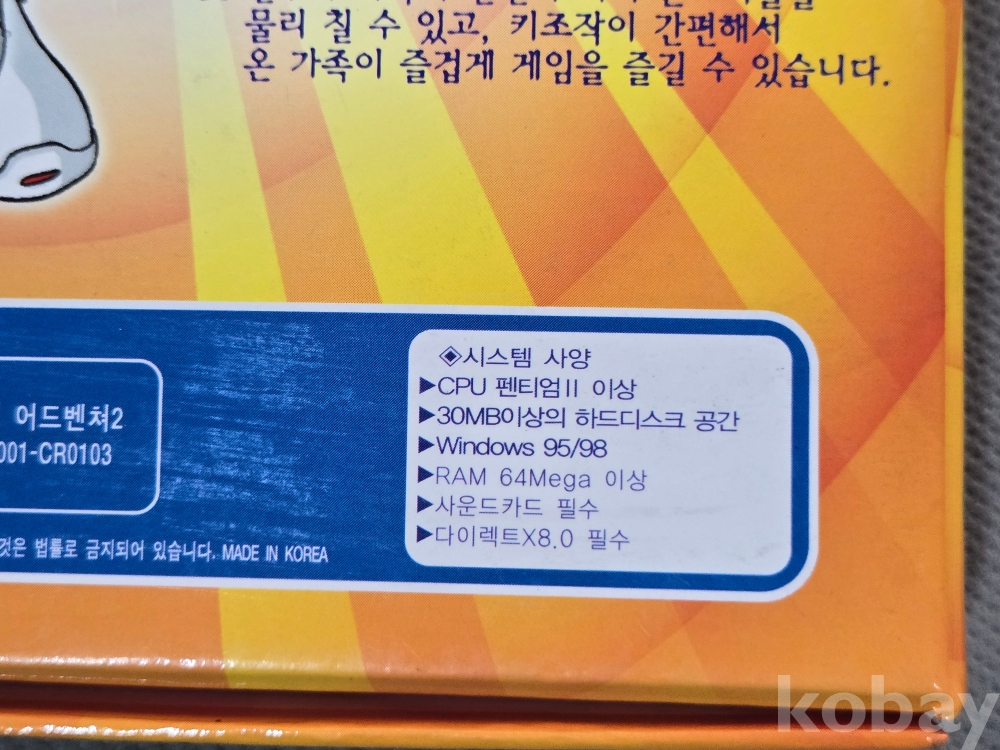 물리 칠 수 있고, 키조작이 간편해서
온 가족이 즐겁게 게임을 즐길 수 있습니다.
◈시스템 사양
▶CPU 펜티엄II 이상
▶30MB이상의 하드디스크 공간
▶Windows 95/98
▶RAM 64Mega 이상
▶사운드카드 필수
▶다이렉트X8.0 필수
어드벤쳐2
001-CR0103
것은 법률로 금지되어 있습니다. MADE IN KOREA
kobay